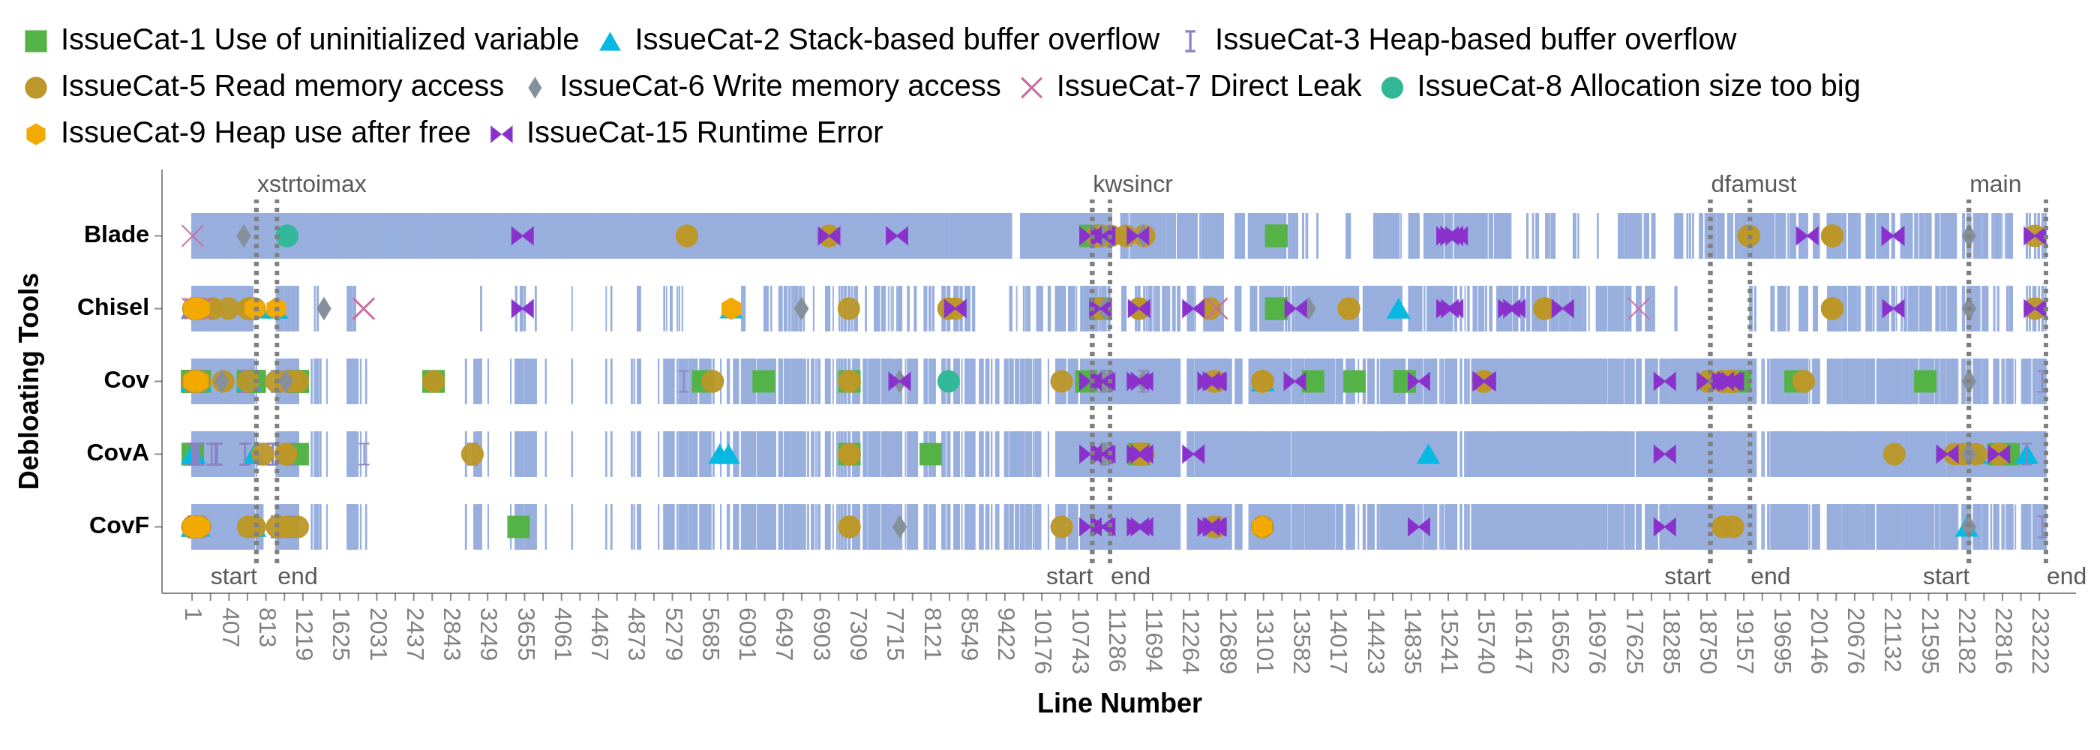 IssueCat-1 Use of uninitialized variable IssueCat-2 Stack-based buffer overflow IssueCat-3 Heap-based buffer overflow
IssueCat-5 Read memory access IssueCat-6 Write memory access IssueCat-7 Direct Leak IssueCat-8 Allocation size too big
IssueCat-9 Heap use after free IssueCat-15 Runtime Error
xstrtoimax kwsincr dfamust main
Debloating Tools
Blade
Chisel
Cov
CovA
CovF
start end start end start end start end
1 407 813 1219 1625 2031 2437 2843 3249 3655 4061 4467 4873 5279 5685 6091 6497 6903 7309 7715 8121 8549 9422 10176 10743 11286 11694 12264 12689 13101 13582 14017 14423 14835 15241 15740 16147 16562 16976 17625 18285 18750 19157 19695 20146 20676 21132 21595 22182 22816 23222
Line Number